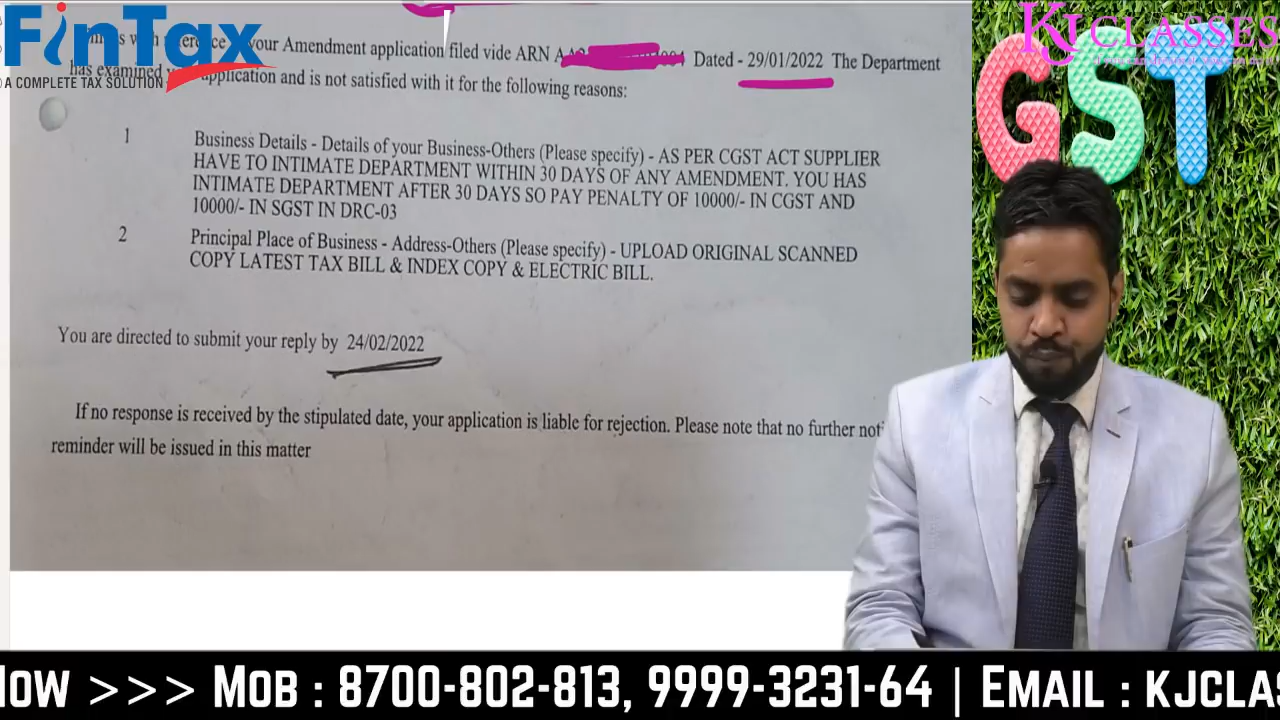 FinTax
A COMPLETE TAX SOLUTION
KJ CLASSES
GST
your Amendment application filed vide ARN Dated - 29/01/2022 The Department
has examined application and is not satisfied with it for the following reasons:
1 Business Details - Details of your Business-Others (Please specify) - AS PER CGST ACT SUPPLIER
HAVE TO INTIMATE DEPARTMENT WITHIN 30 DAYS OF ANY AMENDMENT. YOU HAS
INTIMATE DEPARTMENT AFTER 30 DAYS SO PAY PENALTY OF 10000/- IN CGST AND
10000/- IN SGST IN DRC-03
2 Principal Place of Business - Address-Others (Please specify) - UPLOAD ORIGINAL SCANNED
COPY LATEST TAX BILL & INDEX COPY & ELECTRIC BILL.
You are directed to submit your reply by 24/02/2022
If no response is received by the stipulated date, your application is liable for rejection. Please note that no further noti
reminder will be issued in this matter
NOW >>> MOB : 8700-802-813, 9999-3231-64 | EMAIL : KJCLAS